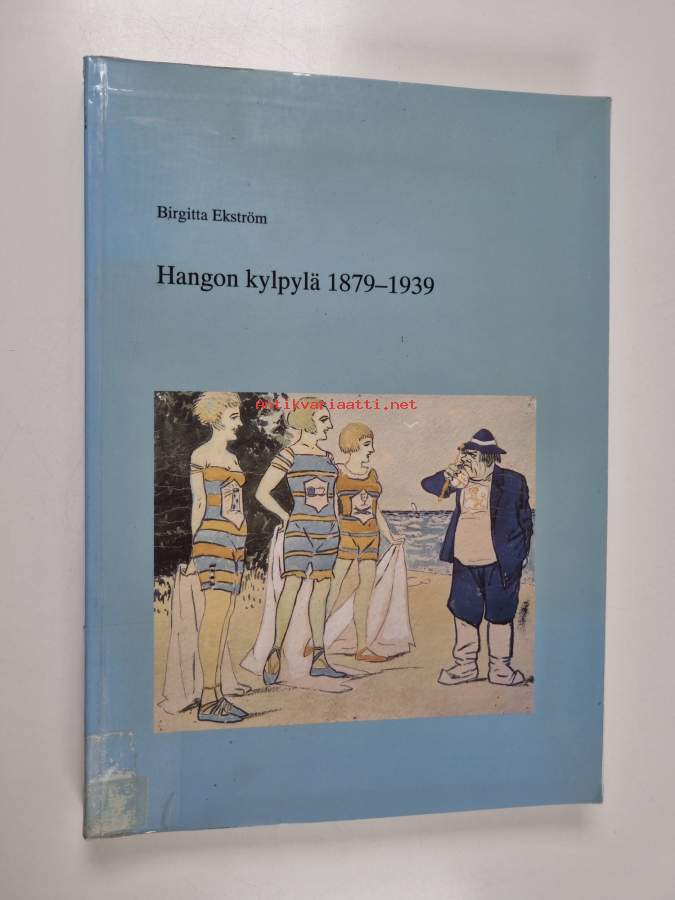 Birgitta Ekström
Hangon kylpylä 1879–1939
Antikvariaatti.net